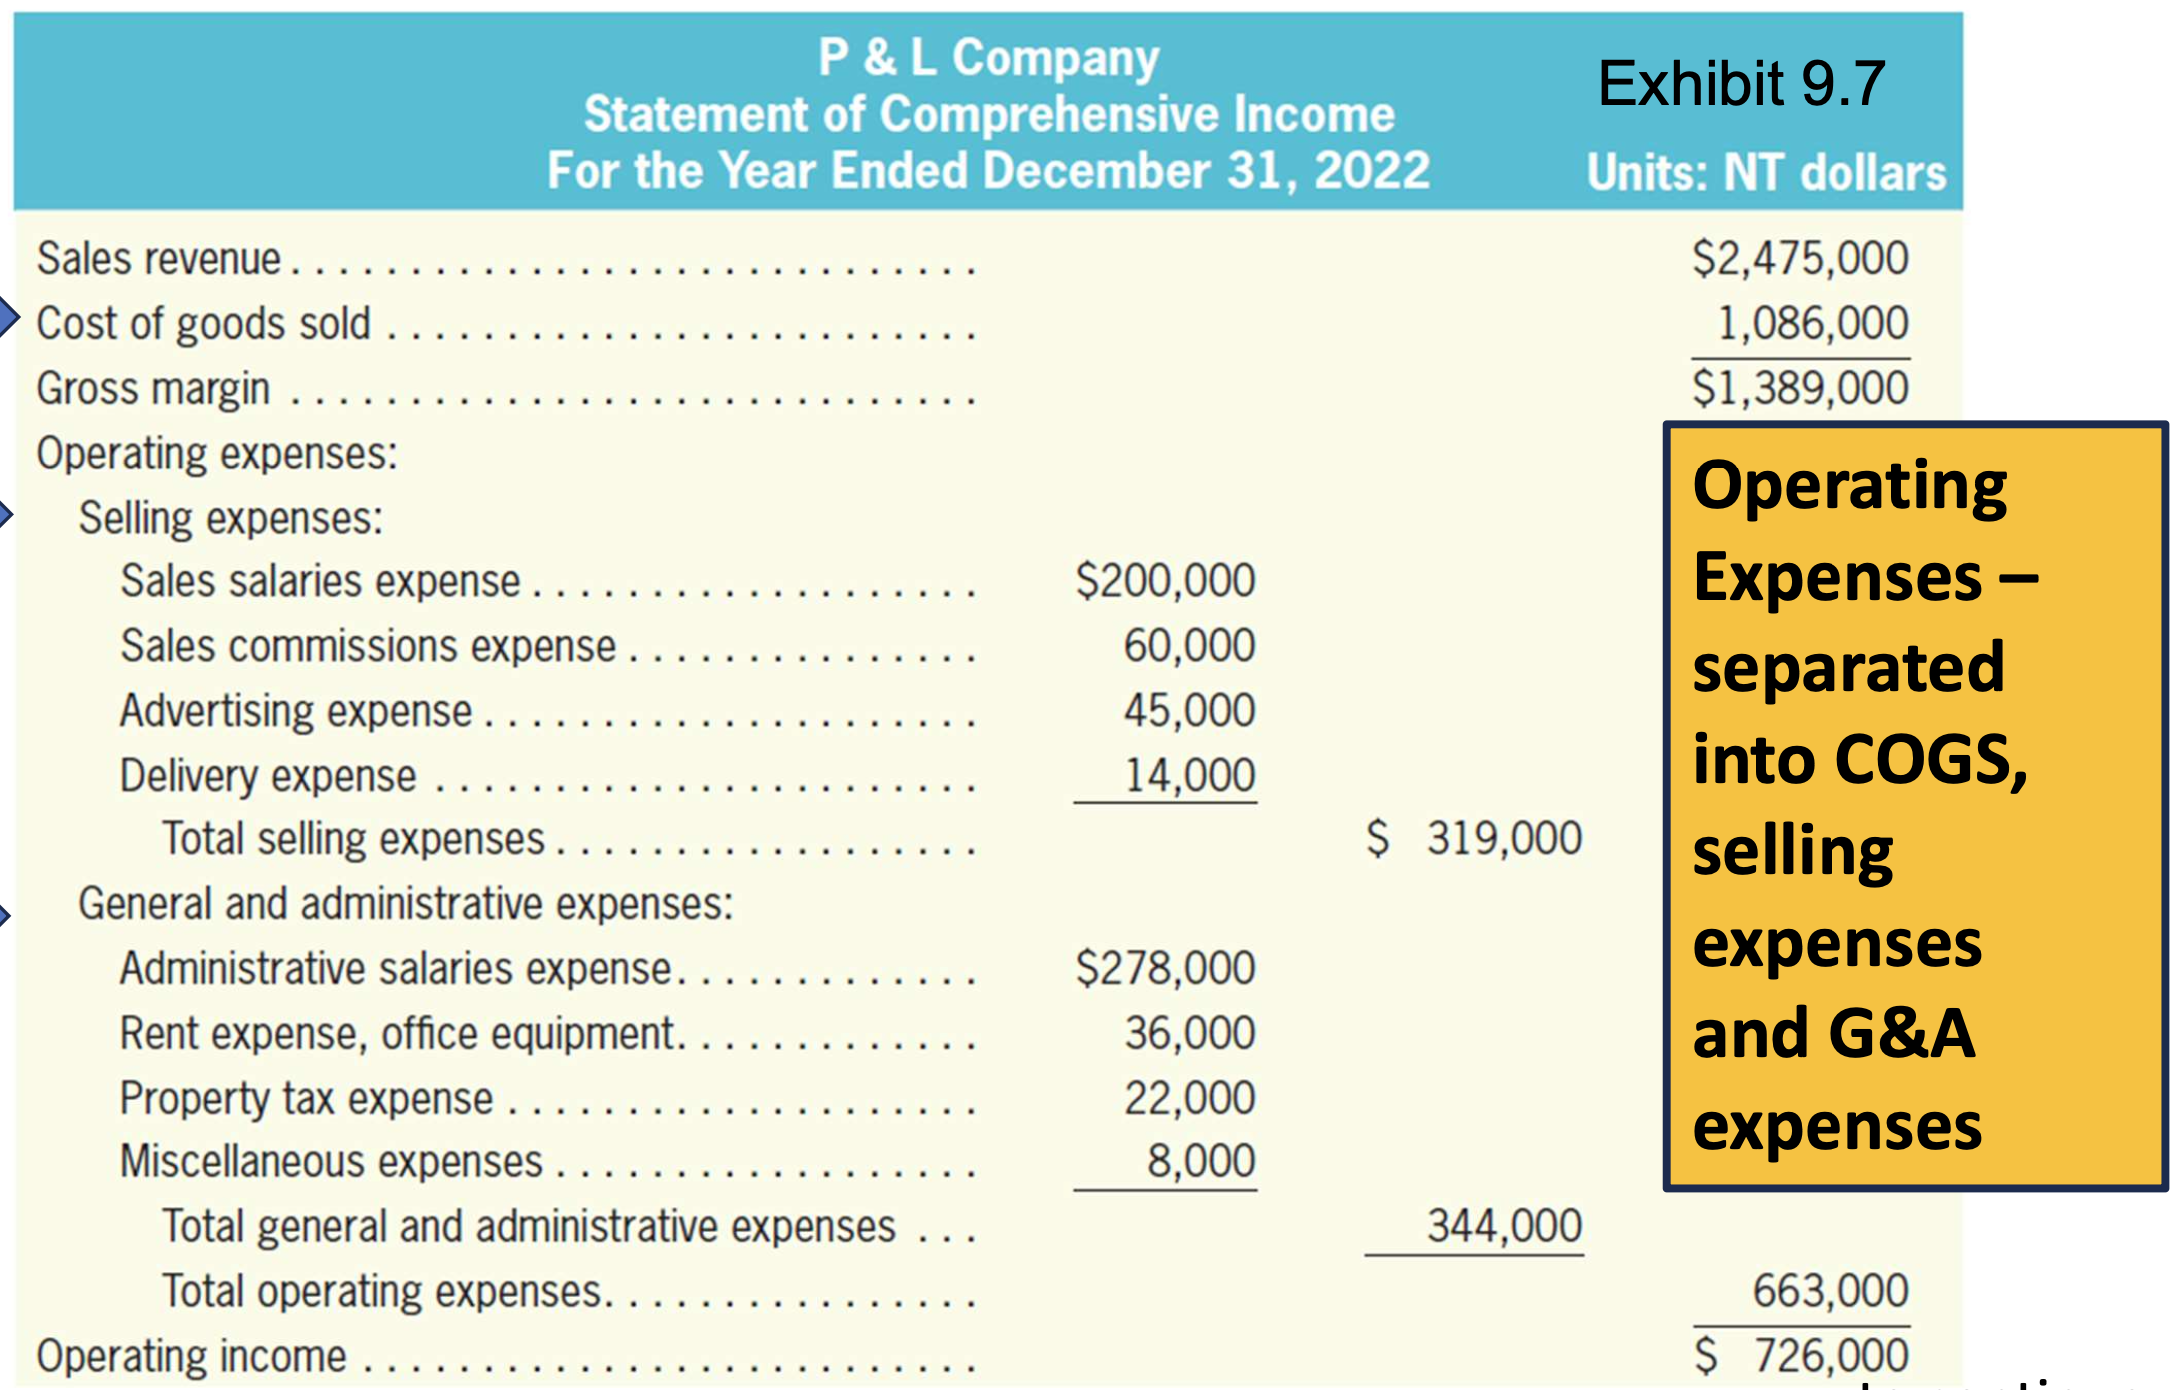 P & L Company
Statement of Comprehensive Income
For the Year Ended December 31, 2022
Exhibit 9.7
Units: NT dollars
Sales revenue . . . . . . . . . . . . . . . . . . . . . . . . . . . . . $2,475,000
Cost of goods sold . . . . . . . . . . . . . . . . . . . . . . . . . 1,086,000
Gross margin . . . . . . . . . . . . . . . . . . . . . . . . . . . . . $1,389,000
Operating expenses:
Selling expenses:
Sales salaries expense . . . . . . . . . . . . . . . . . . . $200,000
Sales commissions expense . . . . . . . . . . . . . . . 60,000
Advertising expense . . . . . . . . . . . . . . . . . . . . . 45,000
Delivery expense . . . . . . . . . . . . . . . . . . . . . . . 14,000
Total selling expenses . . . . . . . . . . . . . . . . . . $ 319,000
General and administrative expenses:
Administrative salaries expense. . . . . . . . . . . . . $278,000
Rent expense, office equipment. . . . . . . . . . . . . 36,000
Property tax expense . . . . . . . . . . . . . . . . . . . . 22,000
Miscellaneous expenses . . . . . . . . . . . . . . . . . . 8,000
Total general and administrative expenses . . . 344,000
Total operating expenses. . . . . . . . . . . . . . . . 663,000
Operating income . . . . . . . . . . . . . . . . . . . . . . . . . . $ 726,000
Operating
Expenses –
separated
into COGS,
selling
expenses
and G&A
expenses